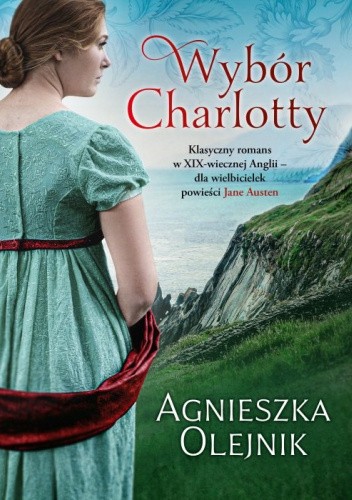 Wybór
Charlotty
Klasyczny romans
w XIX-wiecznej Anglii –
dla wielbicielek
powieści Jane Austen
AGNIESZKA
OLEJNIK